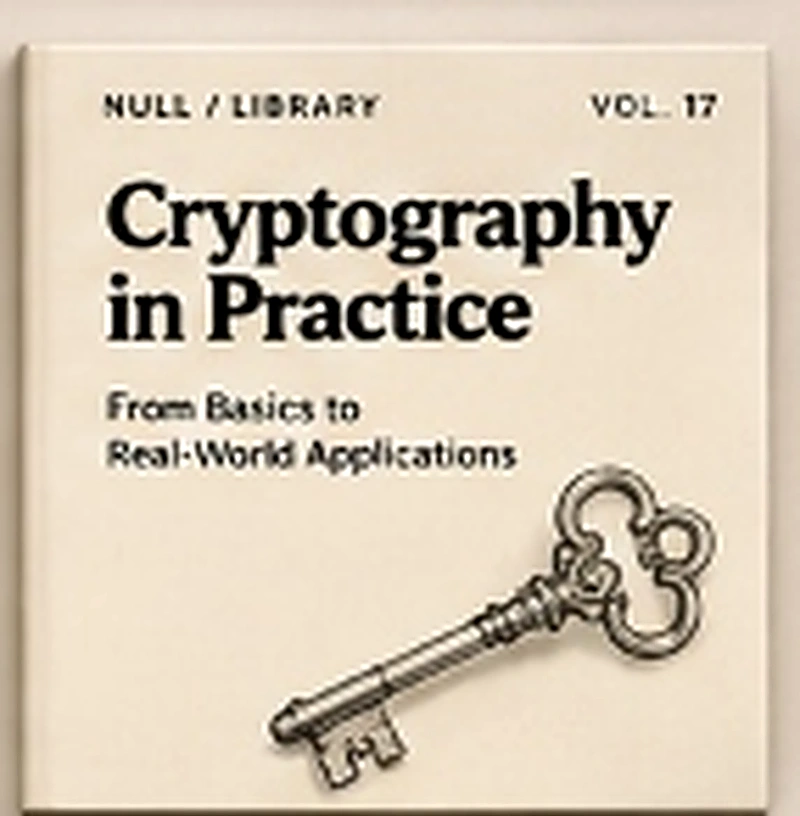 NULL / LIBRARY
VOL. 17
Cryptography
in Practice
From Basics to
Real-World Applications